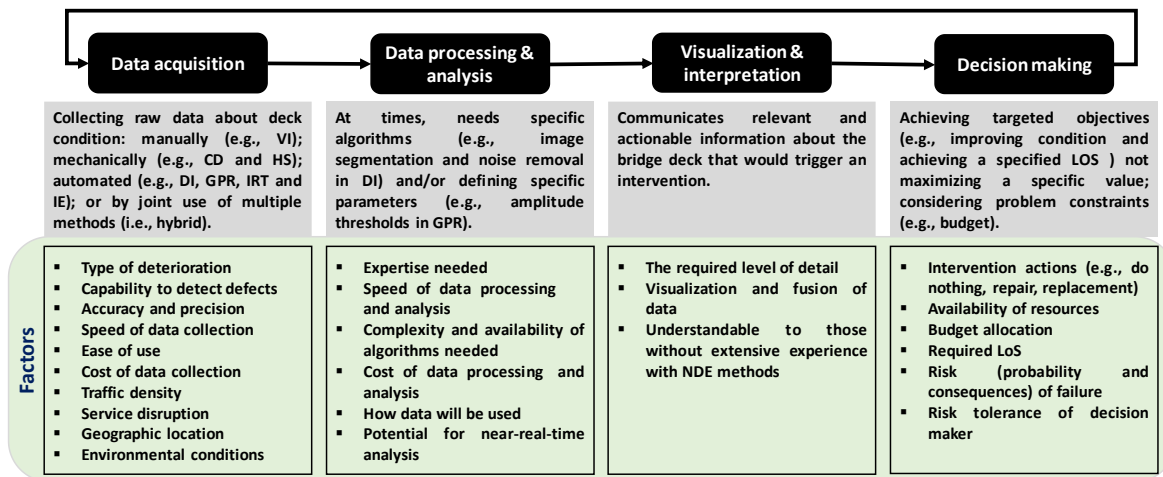 Data acquisition
Data processing &
analysis
Visualization &
interpretation
Decision making
Collecting raw data about deck
condition: manually (e.g., VI);
mechanically (e.g., CD and HS);
automated (e.g., DI, GPR, IRT and
IE); or by joint use of multiple
methods (i.e., hybrid).
At times, needs specific
algorithms (e.g., image
segmentation and noise removal
in DI) and/or defining specific
parameters (e.g., amplitude
thresholds in GPR).
Communicates relevant and
actionable information about the
bridge deck that would trigger an
intervention.
Achieving targeted objectives
(e.g., improving condition and
achieving a specified LOS ) not
maximizing a specific value;
considering problem constraints
(e.g., budget).
Factors
▪ Type of deterioration
▪ Capability to detect defects
▪ Accuracy and precision
▪ Speed of data collection
▪ Ease of use
▪ Cost of data collection
▪ Traffic density
▪ Service disruption
▪ Geographic location
▪ Environmental conditions
▪ Expertise needed
▪ Speed of data processing
and analysis
▪ Complexity and availability of
algorithms needed
▪ Cost of data processing and
analysis
▪ How data will be used
▪ Potential for near-real-time
analysis
▪ The required level of detail
▪ Visualization and fusion of
data
▪ Understandable to those
without extensive experience
with NDE methods
▪ Intervention actions (e.g., do
nothing, repair, replacement)
▪ Availability of resources
▪ Budget allocation
▪ Required LoS
▪ Risk (probability and
consequences) of failure
▪ Risk tolerance of decision
maker